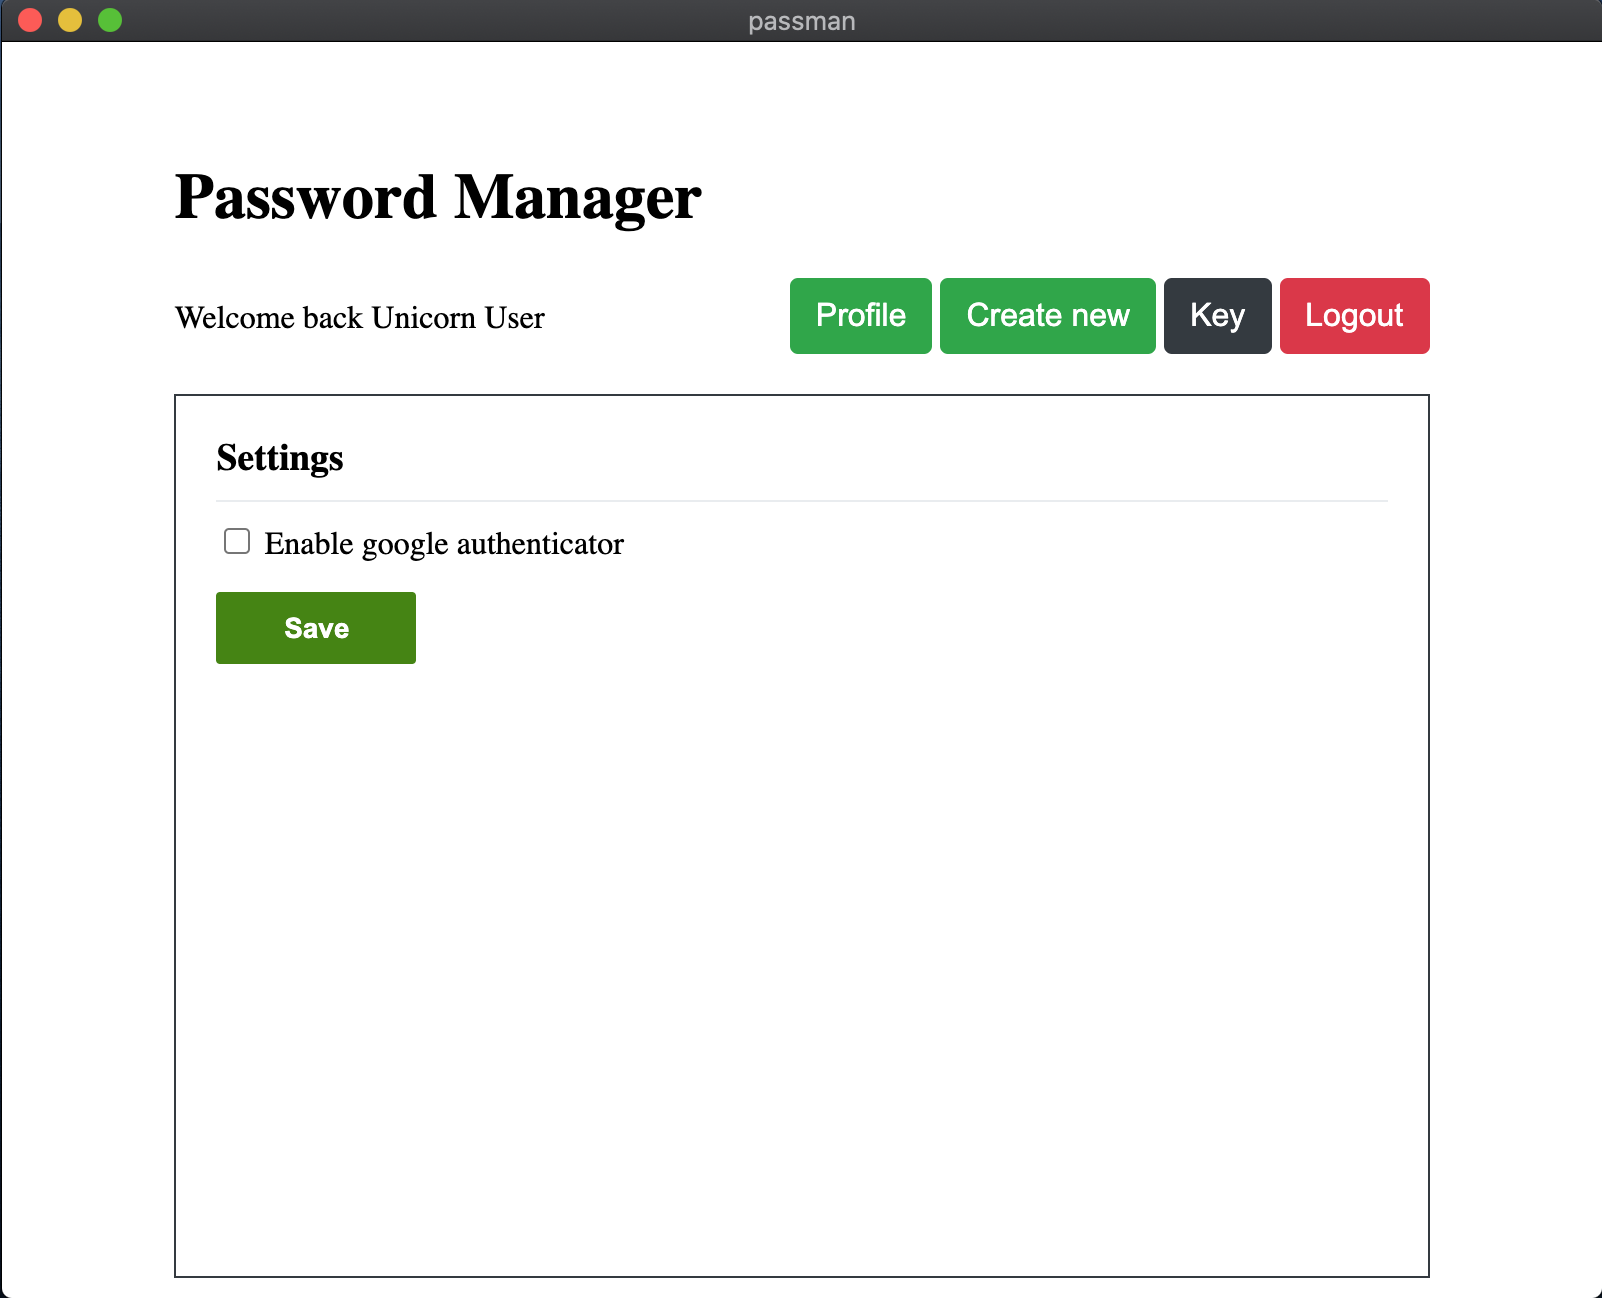 passman
Password Manager
Welcome back Unicorn User
Profile Create new Key Logout
Settings
Enable google authenticator
Save